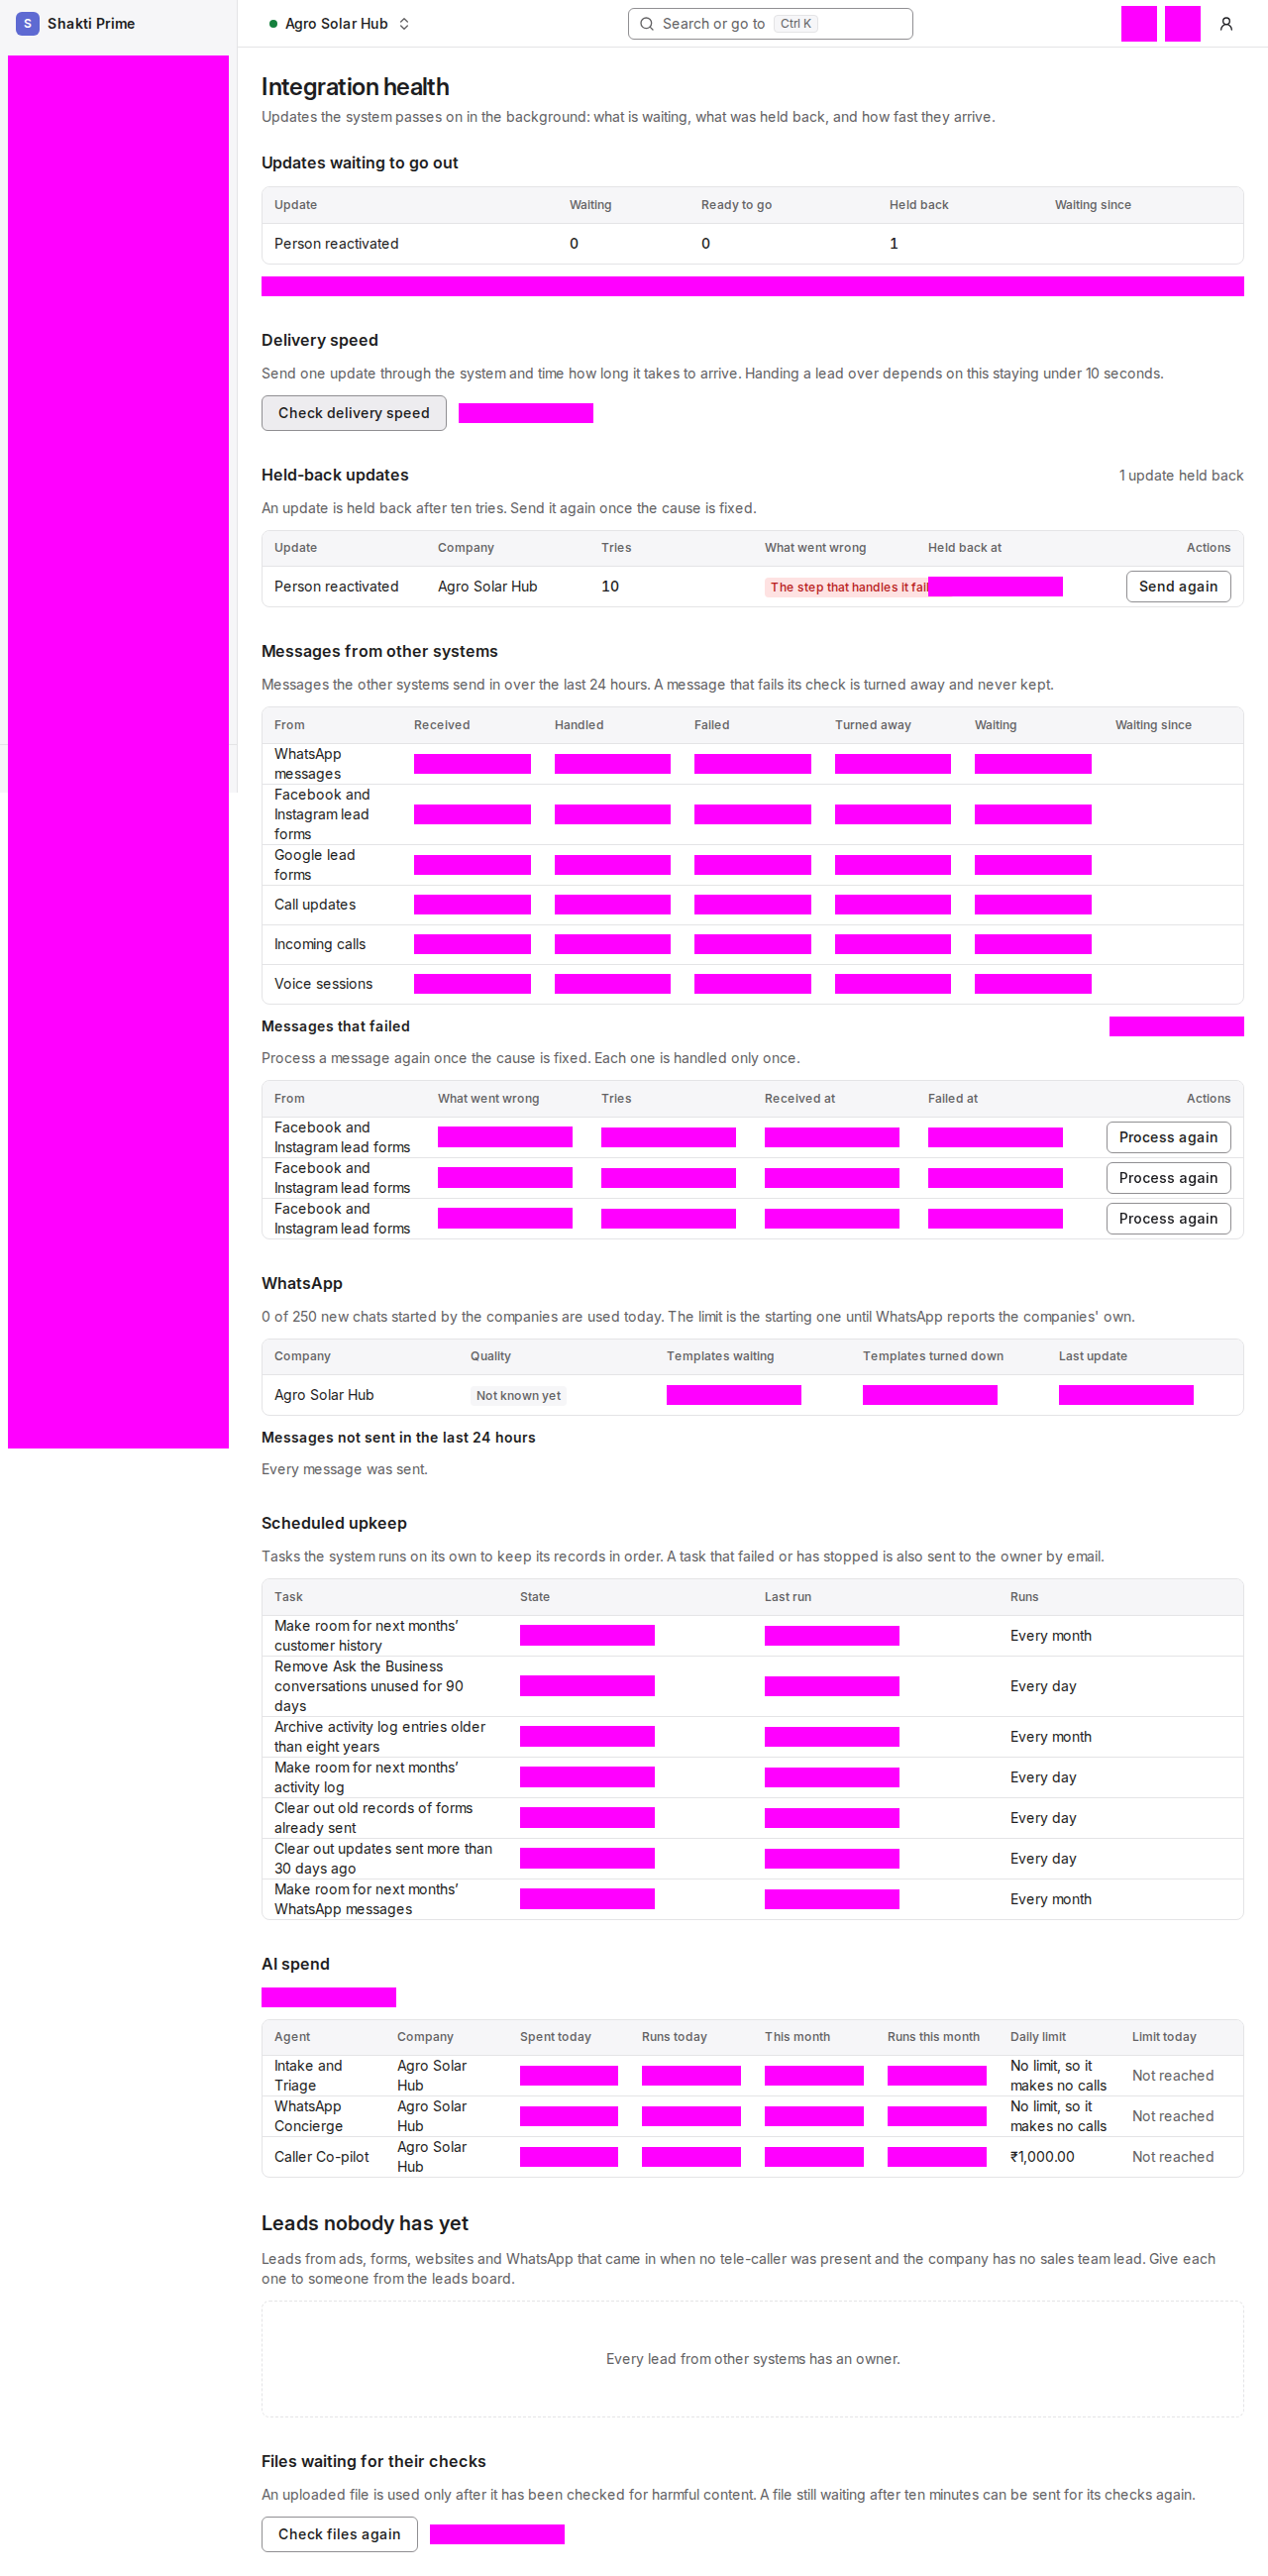 S Shakti Prime
Agro Solar Hub
Search or go to Ctrl K
Integration health
Updates the system passes on in the background: what is waiting, what was held back, and how fast they arrive.
Updates waiting to go out
Update Waiting Ready to go Held back Waiting since
Person reactivated 0 0 1
Delivery speed
Send one update through the system and time how long it takes to arrive. Handing a lead over depends on this staying under 10 seconds.
Check delivery speed
Held-back updates 1 update held back
An update is held back after ten tries. Send it again once the cause is fixed.
Update Company Tries What went wrong Held back at Actions
Person reactivated Agro Solar Hub 10 The step that handles it Send again
Messages from other systems
Messages the other systems send in over the last 24 hours. A message that fails its check is turned away and never kept.
From Received Handled Failed Turned away Waiting Waiting since
WhatsApp
messages
Facebook and
Instagram lead
forms
Google lead
forms
Call updates
Incoming calls
Voice sessions
Messages that failed
Process a message again once the cause is fixed. Each one is handled only once.
From What went wrong Tries Received at Failed at Actions
Facebook and
Instagram lead forms Process again
Facebook and
Instagram lead forms Process again
Facebook and
Instagram lead forms Process again
WhatsApp
0 of 250 new chats started by the companies are used today. The limit is the starting one until WhatsApp reports the companies' own.
Company Quality Templates waiting Templates turned down Last update
Agro Solar Hub Not known yet
Messages not sent in the last 24 hours
Every message was sent.
Scheduled upkeep
Tasks the system runs on its own to keep its records in order. A task that failed or has stopped is also sent to the owner by email.
Task State Last run Runs
Make room for next months’
customer history Every month
Remove Ask the Business
conversations unused for 90
days Every day
Archive activity log entries older
than eight years Every month
Make room for next months’
activity log Every day
Clear out old records of forms
already sent Every day
Clear out updates sent more than
30 days ago Every day
Make room for next months’
WhatsApp messages Every month
AI spend
Agent Company Spent today Runs today This month Runs this month Daily limit Limit today
Intake and Agro Solar No limit, so it
Triage Hub makes no calls Not reached
WhatsApp Agro Solar No limit, so it
Concierge Hub makes no calls Not reached
Caller Co-pilot Agro Solar ₹1,000.00 Not reached
Hub
Leads nobody has yet
Leads from ads, forms, websites and WhatsApp that came in when no tele-caller was present and the company has no sales team lead. Give each
one to someone from the leads board.
Every lead from other systems has an owner.
Files waiting for their checks
An uploaded file is used only after it has been checked for harmful content. A file still waiting after ten minutes can be sent for its checks again.
Check files again